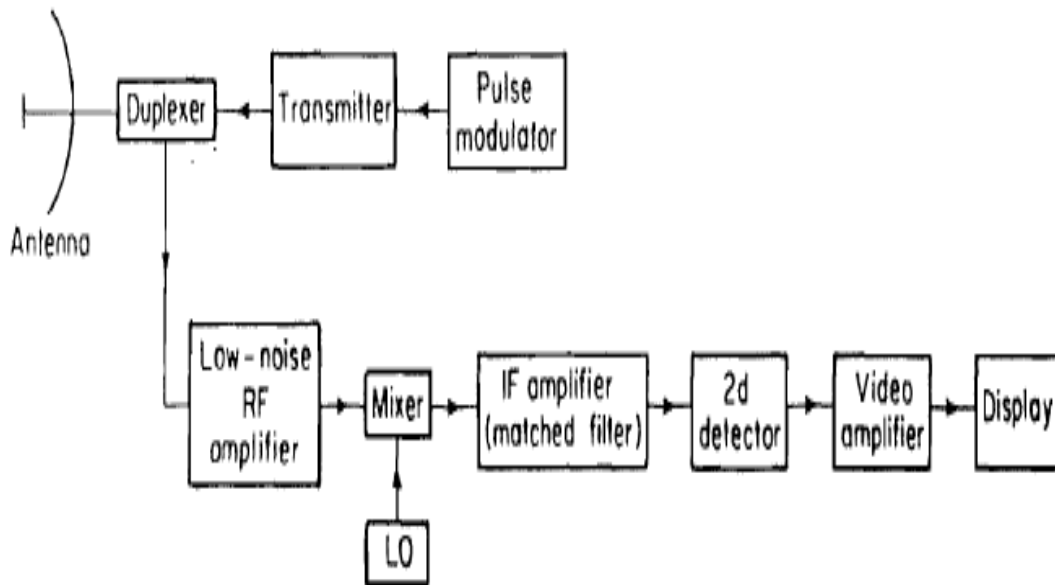 Duplexer
Transmitter
Pulse
modulator
Antenna
Low-noise
RF
amplifier
Mixer
IF amplifier
(matched filter)
2d
detector
Video
amplifier
Display
LO